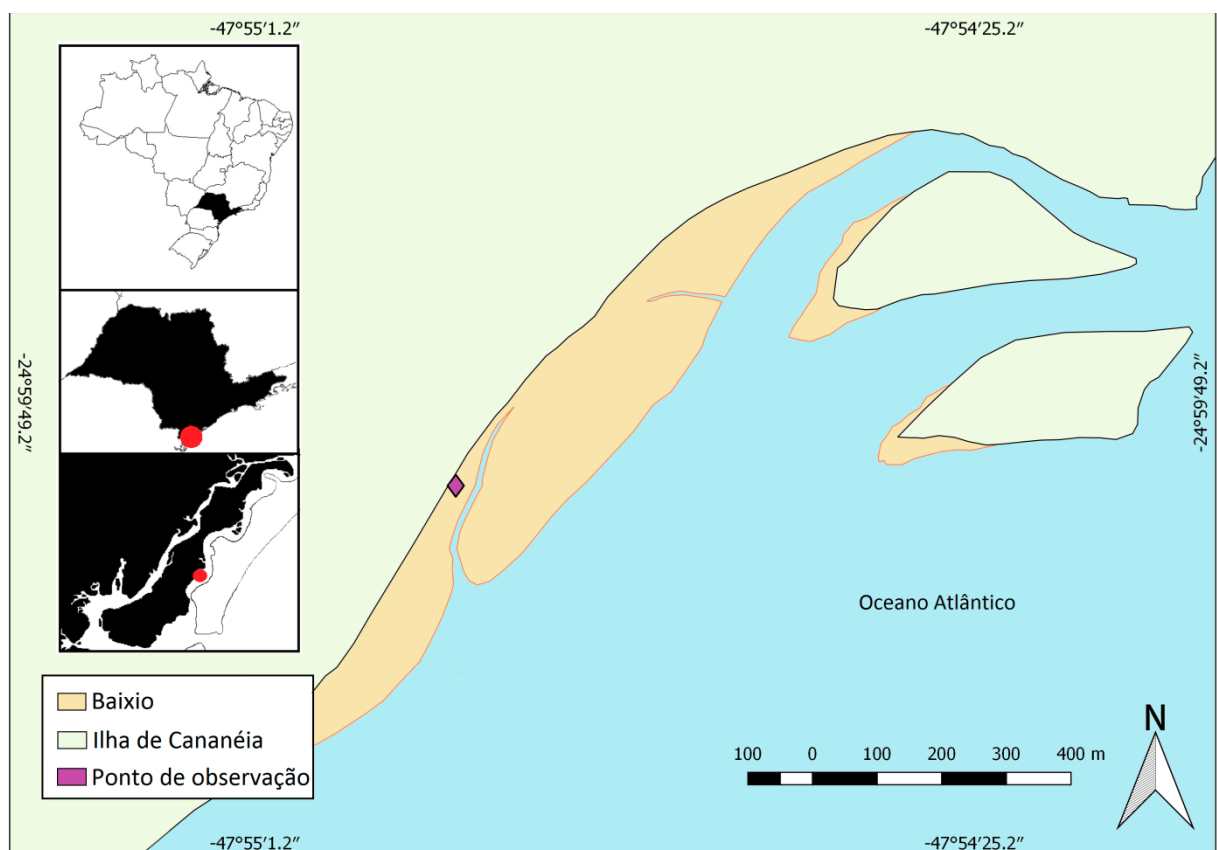 -47°55′1.2″
-47°54′25.2″
-24°59′49.2″
-24°59′49.2″
Oceano Atlântico
Baixio
Ilha de Cananéia
Ponto de observação
100 0 100 200 300 400 m
N
-47°55′1.2″
-47°54′25.2″